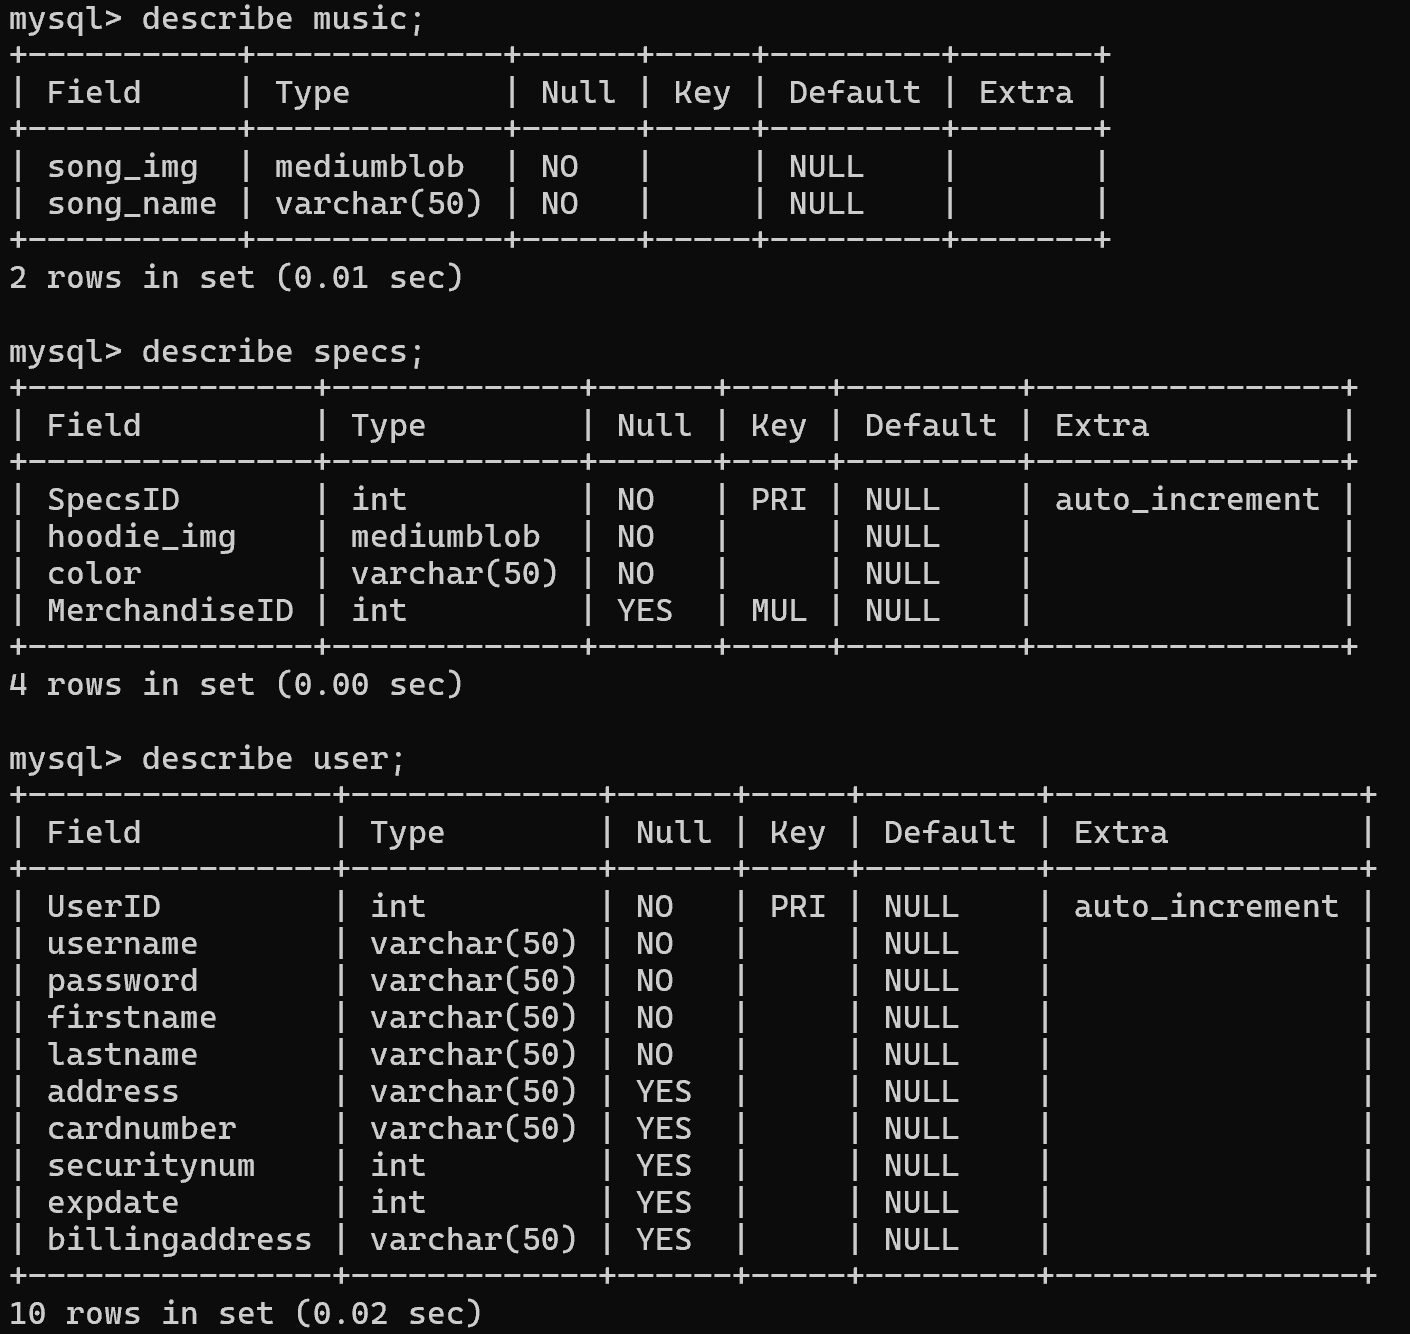 mysql> describe music;
+-----------+-------------+------+-----+---------+-------+
| Field     | Type        | Null | Key | Default | Extra |
+-----------+-------------+------+-----+---------+-------+
| song_img  | mediumblob  | NO   |     | NULL    |       |
| song_name | varchar(50) | NO   |     | NULL    |       |
+-----------+-------------+------+-----+---------+-------+
2 rows in set (0.01 sec)

mysql> describe specs;
+---------------+-------------+------+-----+---------+----------------+
| Field         | Type        | Null | Key | Default | Extra          |
+---------------+-------------+------+-----+---------+----------------+
| SpecsID       | int         | NO   | PRI | NULL    | auto_increment |
| hoodie_img    | mediumblob  | NO   |     | NULL    |                |
| color         | varchar(50) | NO   |     | NULL    |                |
| MerchandiseID | int         | YES  | MUL | NULL    |                |
+---------------+-------------+------+-----+---------+----------------+
4 rows in set (0.00 sec)

mysql> describe user;
+----------------+-------------+------+-----+---------+----------------+
| Field          | Type        | Null | Key | Default | Extra          |
+----------------+-------------+------+-----+---------+----------------+
| UserID         | int         | NO   | PRI | NULL    | auto_increment |
| username       | varchar(50) | NO   |     | NULL    |                |
| password       | varchar(50) | NO   |     | NULL    |                |
| firstname      | varchar(50) | NO   |     | NULL    |                |
| lastname       | varchar(50) | NO   |     | NULL    |                |
| address        | varchar(50) | YES  |     | NULL    |                |
| cardnumber     | varchar(50) | YES  |     | NULL    |                |
| securitynum    | int         | YES  |     | NULL    |                |
| expdate        | int         | YES  |     | NULL    |                |
| billingaddress | varchar(50) | YES  |     | NULL    |                |
+----------------+-------------+------+-----+---------+----------------+
10 rows in set (0.02 sec)